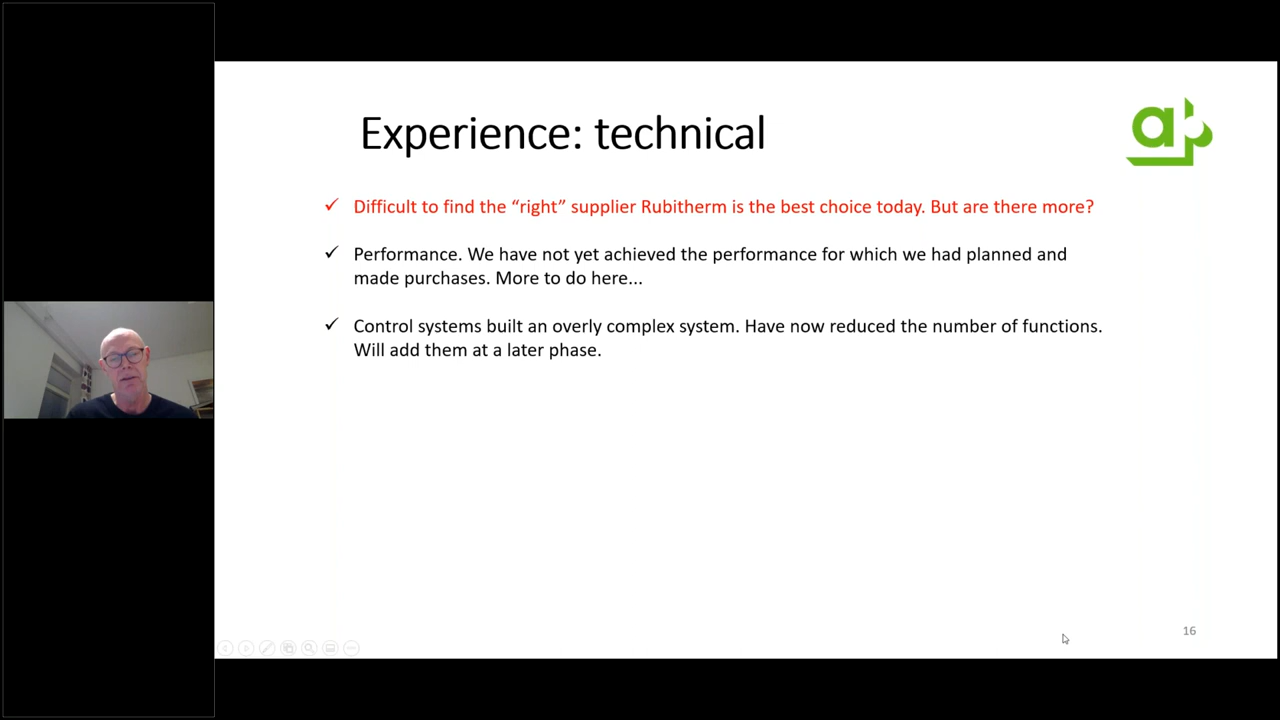 Experience: technical
ab
✓ Difficult to find the “right” supplier Rubitherm is the best choice today. But are there more?
✓ Performance. We have not yet achieved the performance for which we had planned and
made purchases. More to do here...
✓ Control systems built an overly complex system. Have now reduced the number of functions.
Will add them at a later phase.
16